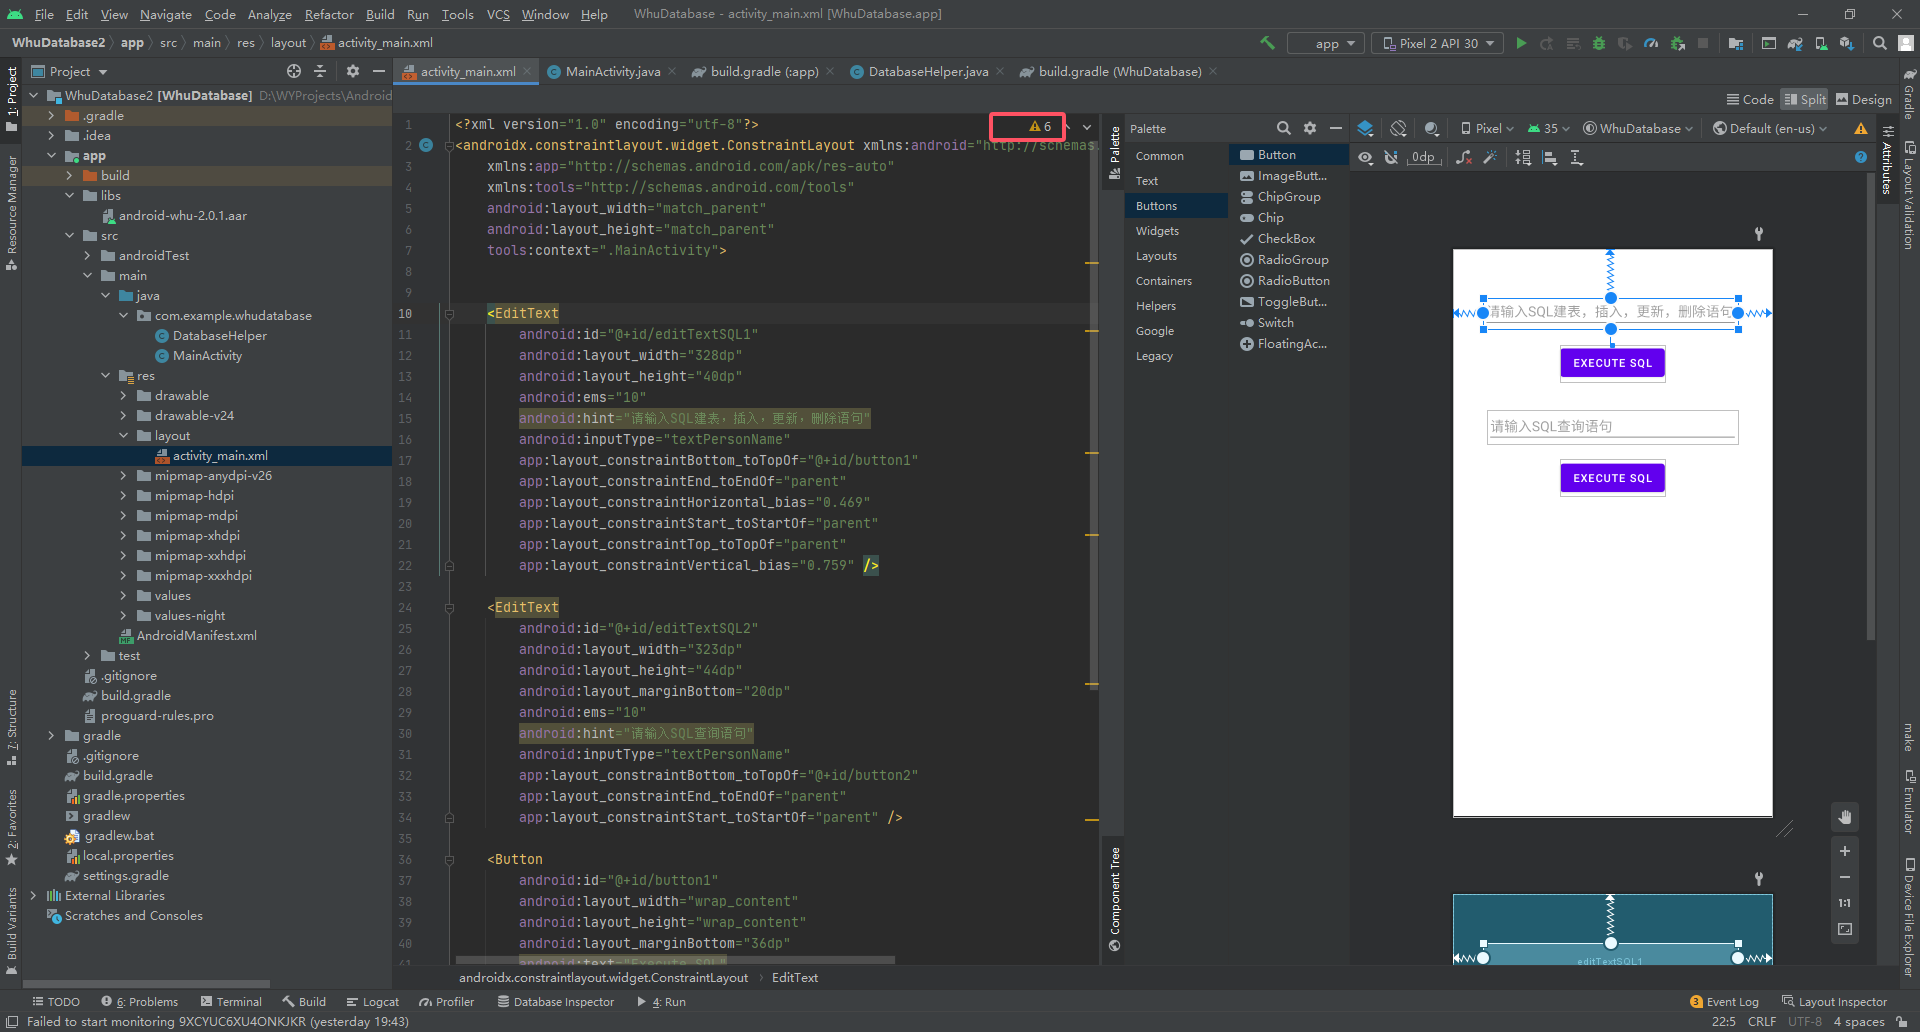 File Edit View Navigate Code Analyze Refactor Build Run Tools VCS Window Help WhuDatabase - activity_main.xml [WhuDatabase.app]
WhuDatabase2 app src main res layout activity_main.xml
app Pixel 2 API 30
1: Project
Resource Manager
7: Structure
2: Favorites
Build Variants
Project
WhuDatabase2 [WhuDatabase] D:\WYProjects\Android
.gradle
.idea
app
build
libs
android-whu-2.0.1.aar
src
androidTest
main
java
com.example.whudatabase
DatabaseHelper
MainActivity
res
drawable
drawable-v24
layout
activity_main.xml
mipmap-anydpi-v26
mipmap-hdpi
mipmap-mdpi
mipmap-xhdpi
mipmap-xxhdpi
mipmap-xxxhdpi
values
values-night
AndroidManifest.xml
test
.gitignore
build.gradle
proguard-rules.pro
gradle
.gitignore
build.gradle
gradle.properties
gradlew
gradlew.bat
local.properties
settings.gradle
External Libraries
Scratches and Consoles
activity_main.xml MainActivity.java build.gradle (:app) DatabaseHelper.java build.gradle (WhuDatabase)
Code Split Design
6
1 <?xml version="1.0" encoding="utf-8"?>
2 <androidx.constraintlayout.widget.ConstraintLayout xmlns:android="http://schemas.
3 xmlns:app="http://schemas.android.com/apk/res-auto"
4 xmlns:tools="http://schemas.android.com/tools"
5 android:layout_width="match_parent"
6 android:layout_height="match_parent"
7 tools:context=".MainActivity">
8
9
10 <EditText
11 android:id="@+id/editTextSQL1"
12 android:layout_width="328dp"
13 android:layout_height="40dp"
14 android:ems="10"
15 android:hint="请输入SQL建表，插入，更新，删除语句"
16 android:inputType="textPersonName"
17 app:layout_constraintBottom_toTopOf="@+id/button1"
18 app:layout_constraintEnd_toEndOf="parent"
19 app:layout_constraintHorizontal_bias="0.469"
20 app:layout_constraintStart_toStartOf="parent"
21 app:layout_constraintTop_toTopOf="parent"
22 app:layout_constraintVertical_bias="0.759" />
23
24 <EditText
25 android:id="@+id/editTextSQL2"
26 android:layout_width="323dp"
27 android:layout_height="44dp"
28 android:layout_marginBottom="20dp"
29 android:ems="10"
30 android:hint="请输入SQL查询语句"
31 android:inputType="textPersonName"
32 app:layout_constraintBottom_toTopOf="@+id/button2"
33 app:layout_constraintEnd_toEndOf="parent"
34 app:layout_constraintStart_toStartOf="parent" />
35
36 <Button
37 android:id="@+id/button1"
38 android:layout_width="wrap_content"
39 android:layout_height="wrap_content"
40 android:layout_marginBottom="36dp"
41 android:text="Execute SQL"
androidx.constraintlayout.widget.ConstraintLayout EditText
Palette
Component Tree
Palette
Common
Text
Buttons
Widgets
Layouts
Containers
Helpers
Google
Legacy
Button
ImageButt...
ChipGroup
Chip
CheckBox
RadioGroup
RadioButton
ToggleBut...
Switch
FloatingAc...
Pixel 35 WhuDatabase Default (en-us)
0dp
请输入SQL建表，插入，更新，删除语句
EXECUTE SQL
请输入SQL查询语句
EXECUTE SQL
editTextSQL1
1:1
Attributes
Gradle
Layout Validation
make
Emulator
Device File Explorer
TODO 6: Problems Terminal Build Logcat Profiler Database Inspector 4: Run 3 Event Log Layout Inspector
Failed to start monitoring 9XCYUC6XU4ONKJKR (yesterday 19:43) 22:5 CRLF UTF-8 4 spaces